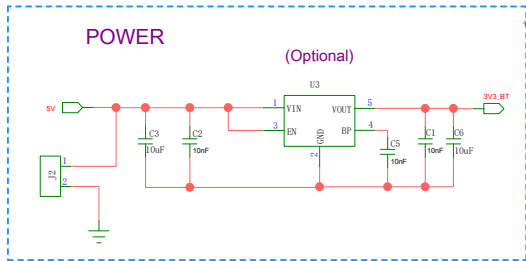 POWER
(Optional)
U3
5V
1 VIN VOUT 5
3V3_BT
3 EN BP 4
GND
2
C3
10uF
C2
10nF
C5
10nF
C1
10nF
C6
10uF
J2
1
2